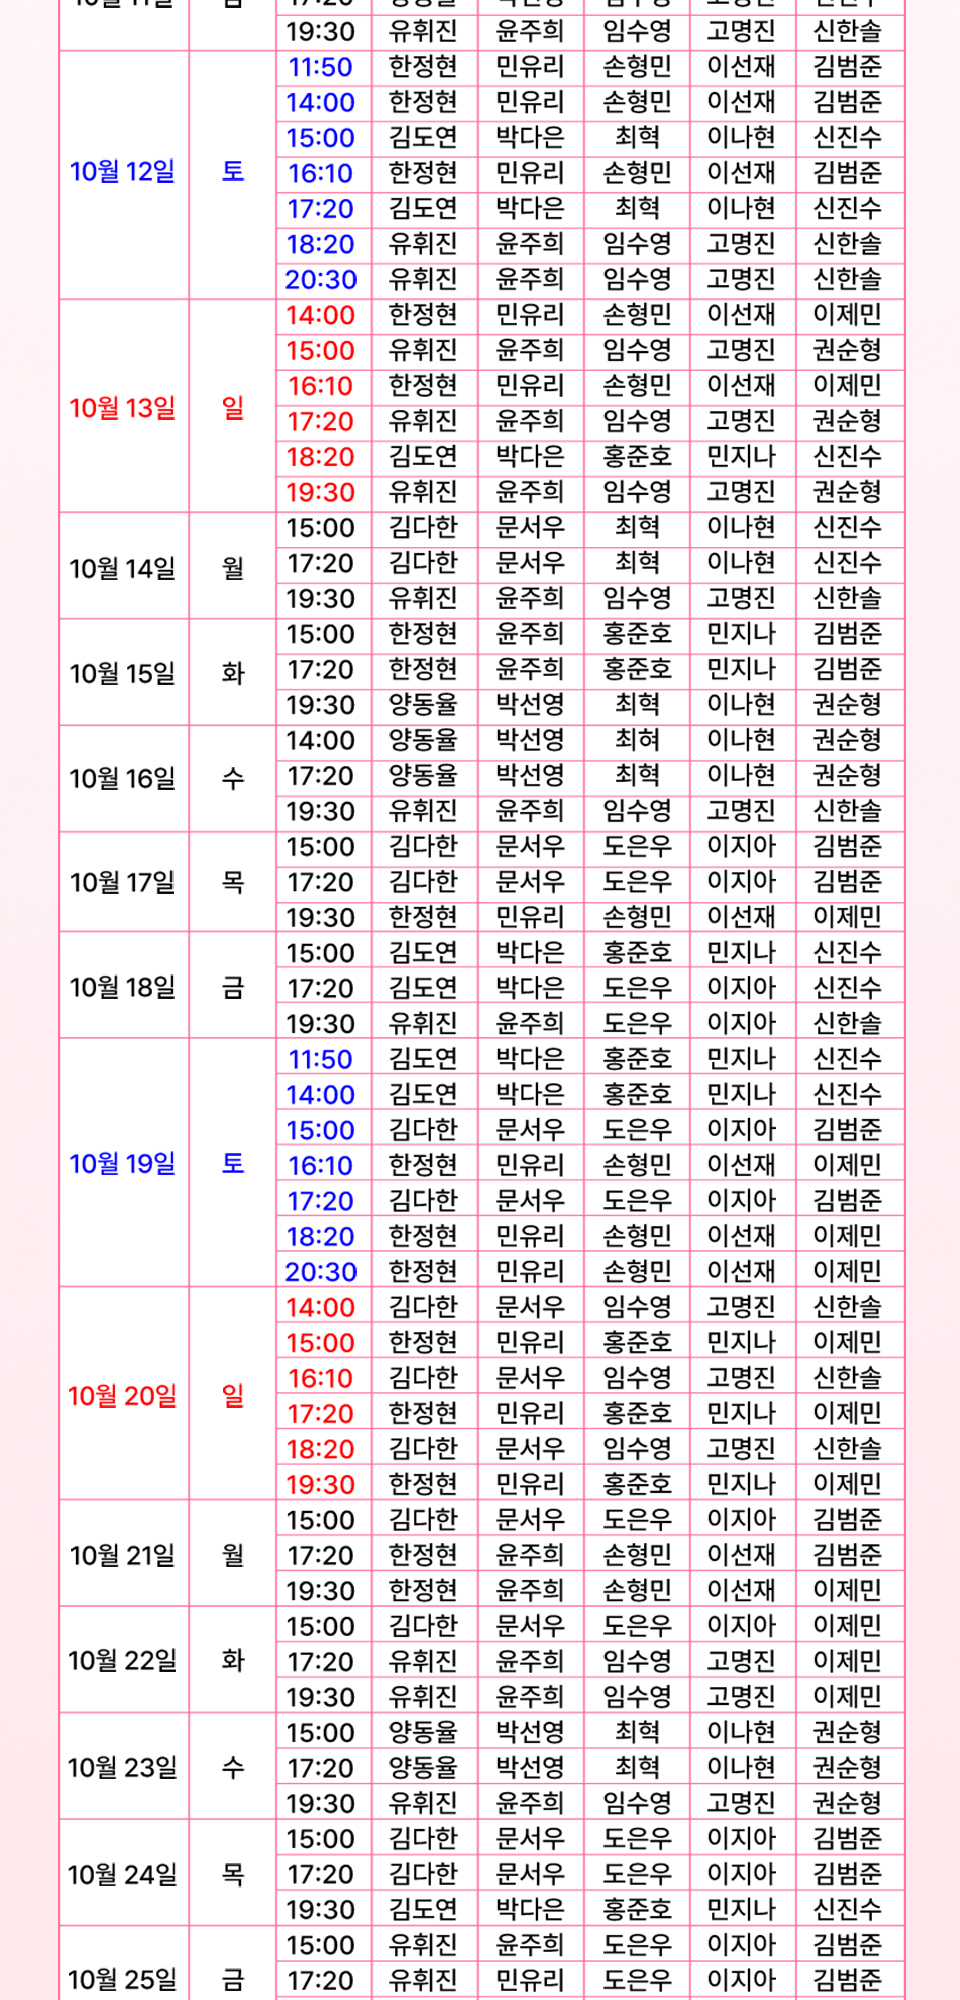 10월 11일 금 17:20 양동율 박선영 임수영 고명진 신진수
19:30 유휘진 윤주희 임수영 고명진 신한솔
11:50 한정현 민유리 손형민 이선재 김범준
14:00 한정현 민유리 손형민 이선재 김범준
15:00 김도연 박다은 최혁 이나현 신진수
10월 12일 토 16:10 한정현 민유리 손형민 이선재 김범준
17:20 김도연 박다은 최혁 이나현 신진수
18:20 유휘진 윤주희 임수영 고명진 신한솔
20:30 유휘진 윤주희 임수영 고명진 신한솔
14:00 한정현 민유리 손형민 이선재 이제민
15:00 유휘진 윤주희 임수영 고명진 권순형
16:10 한정현 민유리 손형민 이선재 이제민
10월 13일 일 17:20 유휘진 윤주희 임수영 고명진 권순형
18:20 김도연 박다은 홍준호 민지나 신진수
19:30 유휘진 윤주희 임수영 고명진 권순형
15:00 김다한 문서우 최혁 이나현 신진수
10월 14일 월 17:20 김다한 문서우 최혁 이나현 신진수
19:30 유휘진 윤주희 임수영 고명진 신한솔
15:00 한정현 윤주희 홍준호 민지나 김범준
10월 15일 화 17:20 한정현 윤주희 홍준호 민지나 김범준
19:30 양동율 박선영 최혁 이나현 권순형
14:00 양동율 박선영 최혀 이나현 권순형
10월 16일 수 17:20 양동율 박선영 최혁 이나현 권순형
19:30 유휘진 윤주희 임수영 고명진 신한솔
15:00 김다한 문서우 도은우 이지아 김범준
10월 17일 목 17:20 김다한 문서우 도은우 이지아 김범준
19:30 한정현 민유리 손형민 이선재 이제민
15:00 김도연 박다은 홍준호 민지나 신진수
10월 18일 금 17:20 김도연 박다은 도은우 이지아 신진수
19:30 유휘진 윤주희 도은우 이지아 신한솔
11:50 김도연 박다은 홍준호 민지나 신진수
14:00 김도연 박다은 홍준호 민지나 신진수
15:00 김다한 문서우 도은우 이지아 김범준
10월 19일 토 16:10 한정현 민유리 손형민 이선재 이제민
17:20 김다한 문서우 도은우 이지아 김범준
18:20 한정현 민유리 손형민 이선재 이제민
20:30 한정현 민유리 손형민 이선재 이제민
14:00 김다한 문서우 임수영 고명진 신한솔
15:00 한정현 민유리 홍준호 민지나 이제민
16:10 김다한 문서우 임수영 고명진 신한솔
10월 20일 일 17:20 한정현 민유리 홍준호 민지나 이제민
18:20 김다한 문서우 임수영 고명진 신한솔
19:30 한정현 민유리 홍준호 민지나 이제민
15:00 김다한 문서우 도은우 이지아 김범준
10월 21일 월 17:20 한정현 윤주희 손형민 이선재 김범준
19:30 한정현 윤주희 손형민 이선재 이제민
15:00 김다한 문서우 도은우 이지아 이제민
10월 22일 화 17:20 유휘진 윤주희 임수영 고명진 이제민
19:30 유휘진 윤주희 임수영 고명진 이제민
15:00 양동율 박선영 최혁 이나현 권순형
10월 23일 수 17:20 양동율 박선영 최혁 이나현 권순형
19:30 유휘진 윤주희 임수영 고명진 권순형
15:00 김다한 문서우 도은우 이지아 김범준
10월 24일 목 17:20 김다한 문서우 도은우 이지아 김범준
19:30 김도연 박다은 홍준호 민지나 신진수
15:00 유휘진 윤주희 도은우 이지아 김범준
10월 25일 금 17:20 유휘진 민유리 도은우 이지아 김범준